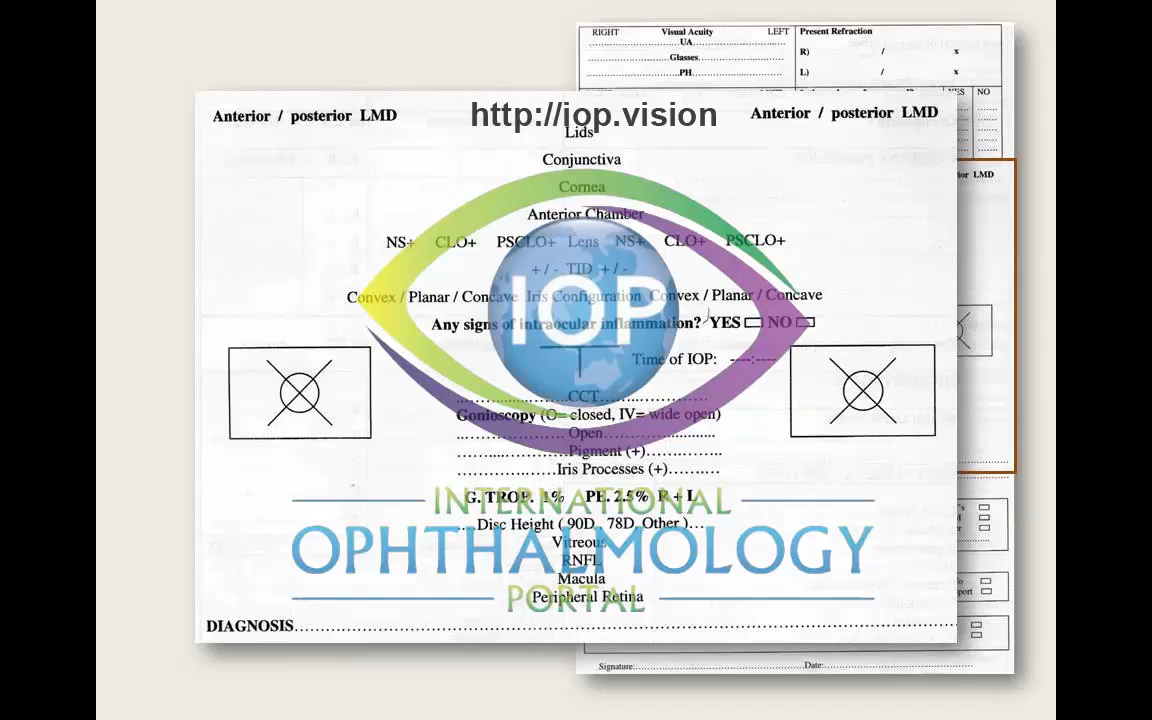 RIGHT Visual Acuity LEFT Present Refraction
UA
Glasses
PH
R) / x
L) / x
YES NO
http://iop.vision
Anterior / posterior LMD Anterior / posterior LMD
Lids
Conjunctiva
Cornea
Anterior Chamber
NS+ CLO+ PSCLO+ Lens NS+ CLO+ PSCLO+
+ / - TID + / -
Convex / Planar / Concave Iris Configuration Convex / Planar / Concave
Any signs of intraocular inflammation? YES NO
IOP
Time of IOP: ----:----
CCT
Gonioscopy (O= closed, IV= wide open)
Open
Pigment (+)
Iris Processes (+)
G. TROP. 1% PE. 2.5% R + L
INTERNATIONAL
Disc Height ( 90D , 78D, Other )
OPHTHALMOLOGY
Vitreous
RNFL
Macula
Peripheral Retina
PORTAL
DIAGNOSIS
LMD
Signature: Date: